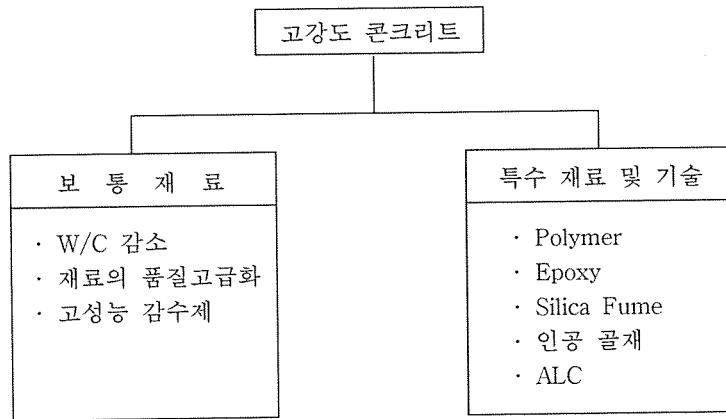 고강도 콘크리트
보 통 재 료
· W/C 감소
· 재료의 품질고급화
· 고성능 감수제
특수 재료 및 기술
· Polymer
· Epoxy
· Silica Fume
· 인공 골재
· ALC